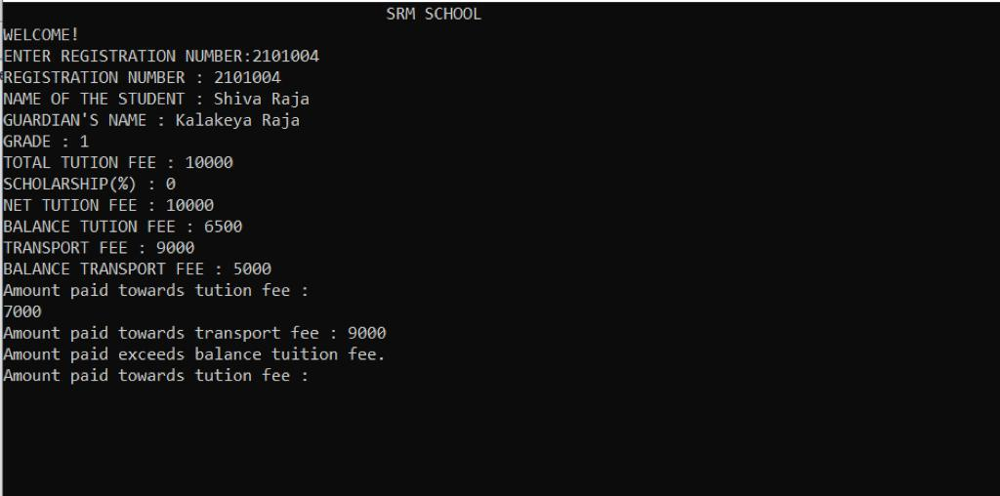 SRM SCHOOL
WELCOME!
ENTER REGISTRATION NUMBER:2101004
REGISTRATION NUMBER : 2101004
NAME OF THE STUDENT : Shiva Raja
GUARDIAN'S NAME : Kalakeya Raja
GRADE : 1
TOTAL TUTION FEE : 10000
SCHOLARSHIP(%) : 0
NET TUTION FEE : 10000
BALANCE TUTION FEE : 6500
TRANSPORT FEE : 9000
BALANCE TRANSPORT FEE : 5000
Amount paid towards tution fee :
7000
Amount paid towards transport fee : 9000
Amount paid exceeds balance tuition fee.
Amount paid towards tution fee :